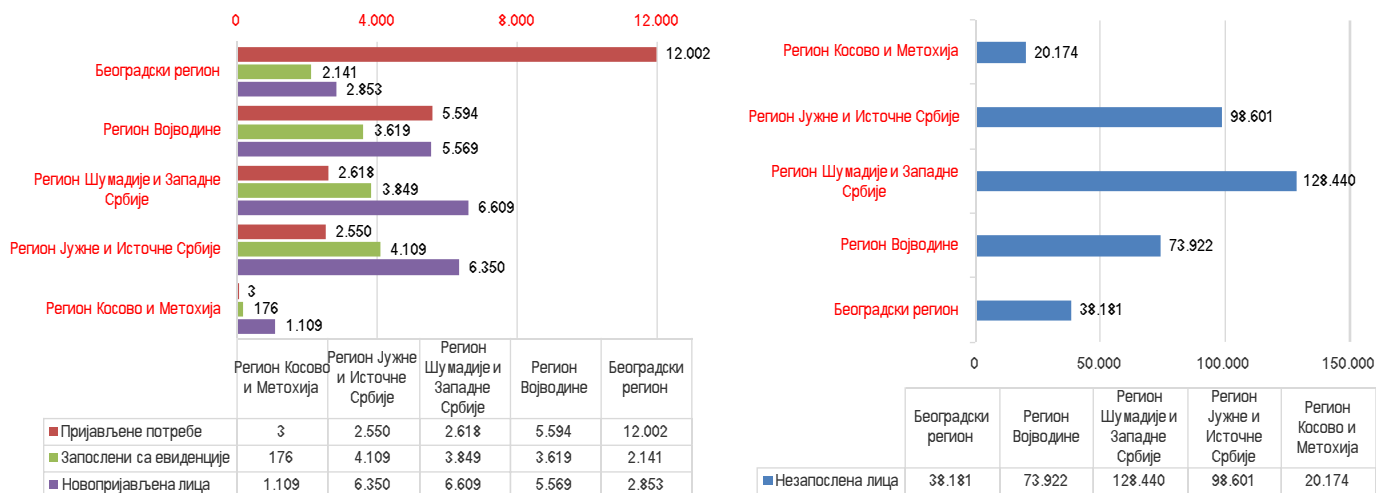 0 4.000 8.000 12.000
Београдски регион
12.002
2.141
2.853
Регион Војводине
5.594
3.619
5.569
Регион Шумадије и Западне
Србије
2.618
3.849
6.609
Регион Јужне и Источне Србије
2.550
4.109
6.350
Регион Косово и Метохија
3
176
1.109
Регион Косово
и Метохија
Регион Јужне
и Источне
Србије
Регион
Шумадије и
Западне
Србије
Регион
Војводине
Београдски
регион
Пријављене потребе 3 2.550 2.618 5.594 12.002
Запослени са евиденције 176 4.109 3.849 3.619 2.141
Новопријављена лица 1.109 6.350 6.609 5.569 2.853
Регион Косово и Метохија
20.174
Регион Јужне и Источне Србије
98.601
Регион Шумадије и Западне
Србије
128.440
Регион Војводине
73.922
Београдски регион
38.181
0 50.000 100.000 150.000
Београдски
регион
Регион
Војводине
Регион
Шумадије и
Западне
Србије
Регион
Јужне и
Источне
Србије
Регион
Косово и
Метохија
Незапослена лица 38.181 73.922 128.440 98.601 20.174